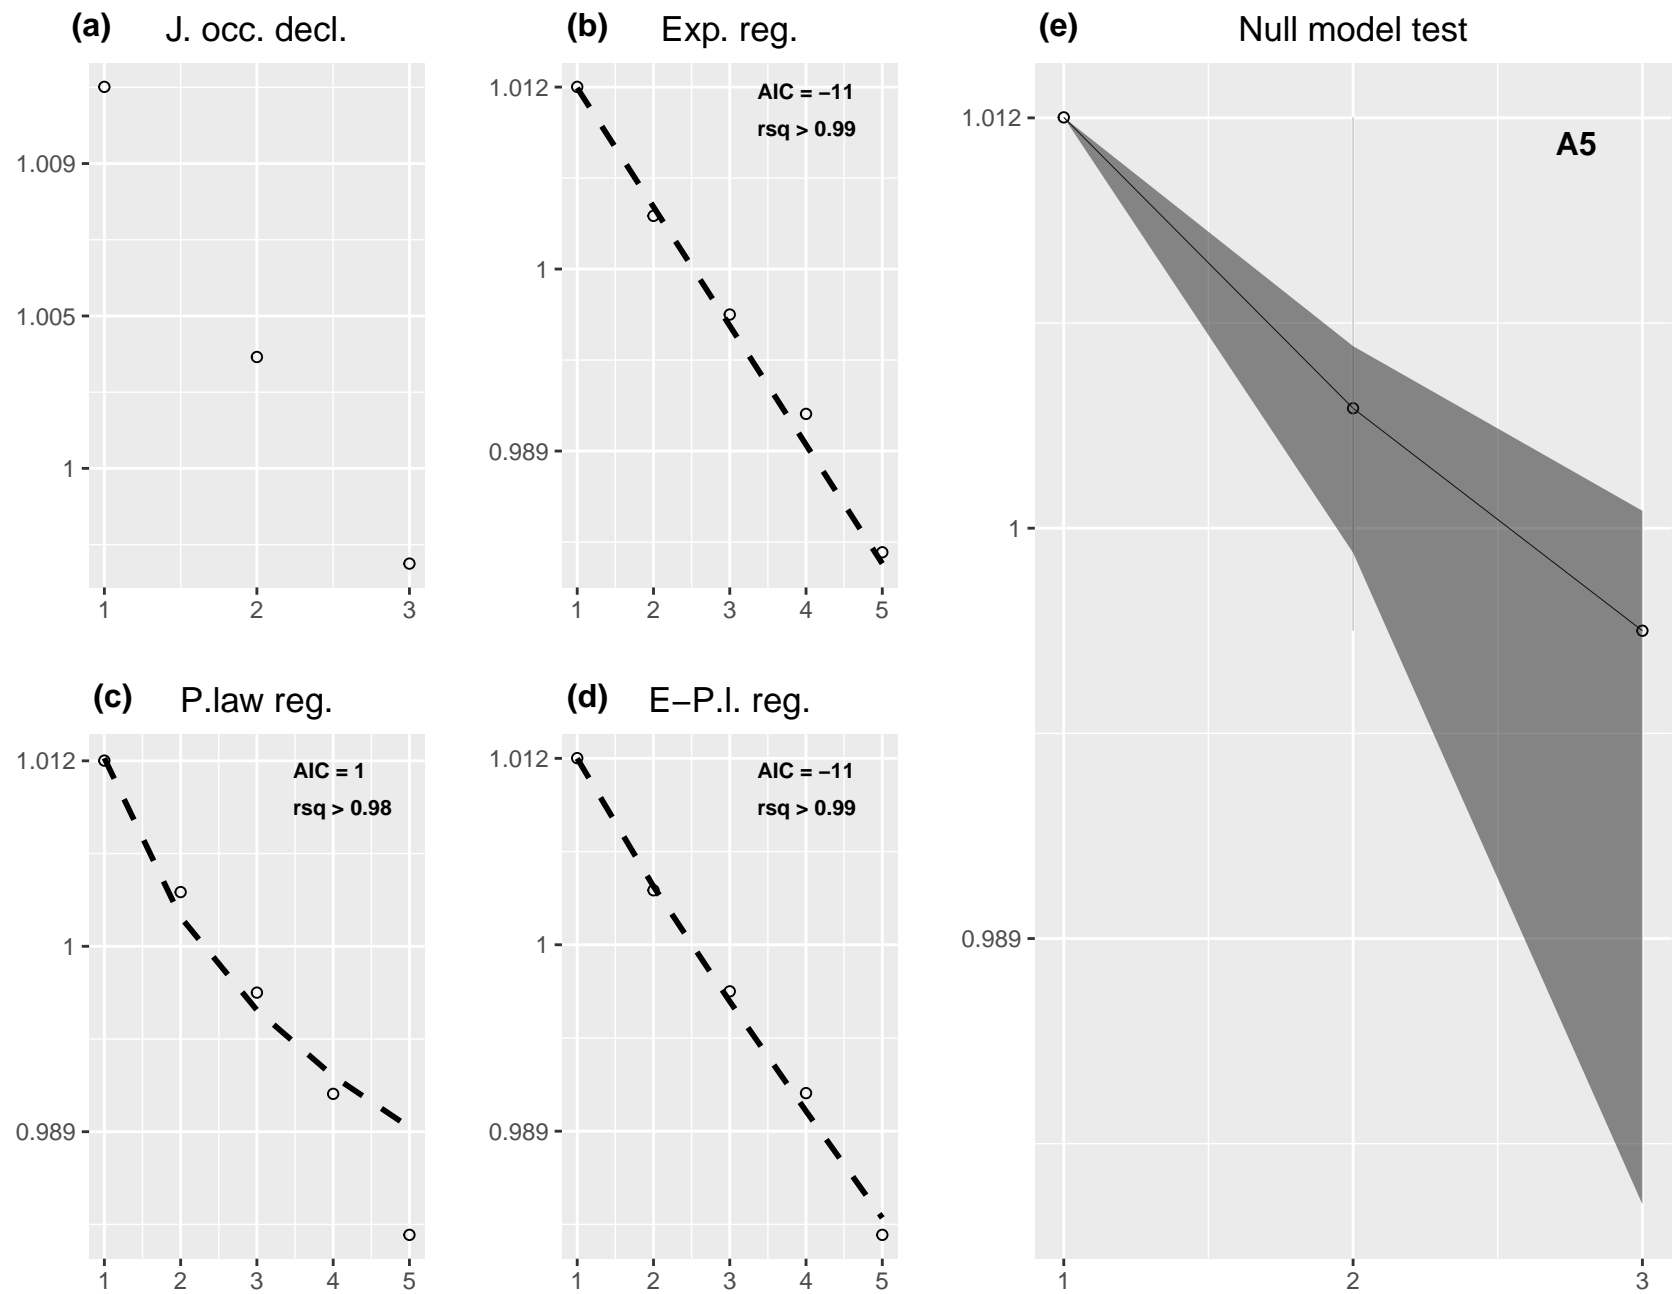 (a) J. occ. decl.
1.009
1.005
1
1 2 3
(b) Exp. reg.
AIC = −11
rsq > 0.99
1.012
1
0.989
1 2 3 4 5
(c) P.law reg.
AIC = 1
rsq > 0.98
1.012
1
0.989
1 2 3 4 5
(d) E−P.l. reg.
AIC = −11
rsq > 0.99
1.012
1
0.989
1 2 3 4 5
(e) Null model test
A5
1.012
1
0.989
1 2 3